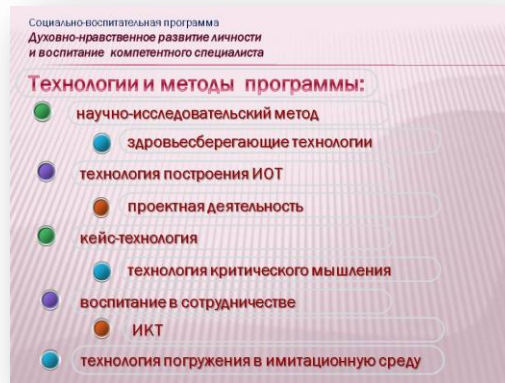 Социально-воспитательная программа
Духовно-нравственное развитие личности
и воспитание компетентного специалиста
Технологии и методы программы:
научно-исследовательский метод
здровьесберегающие технологии
технология построения ИОТ
проектная деятельность
кейс-технология
технология критического мышления
воспитание в сотрудничестве
ИКТ
технология погружения в имитационную среду